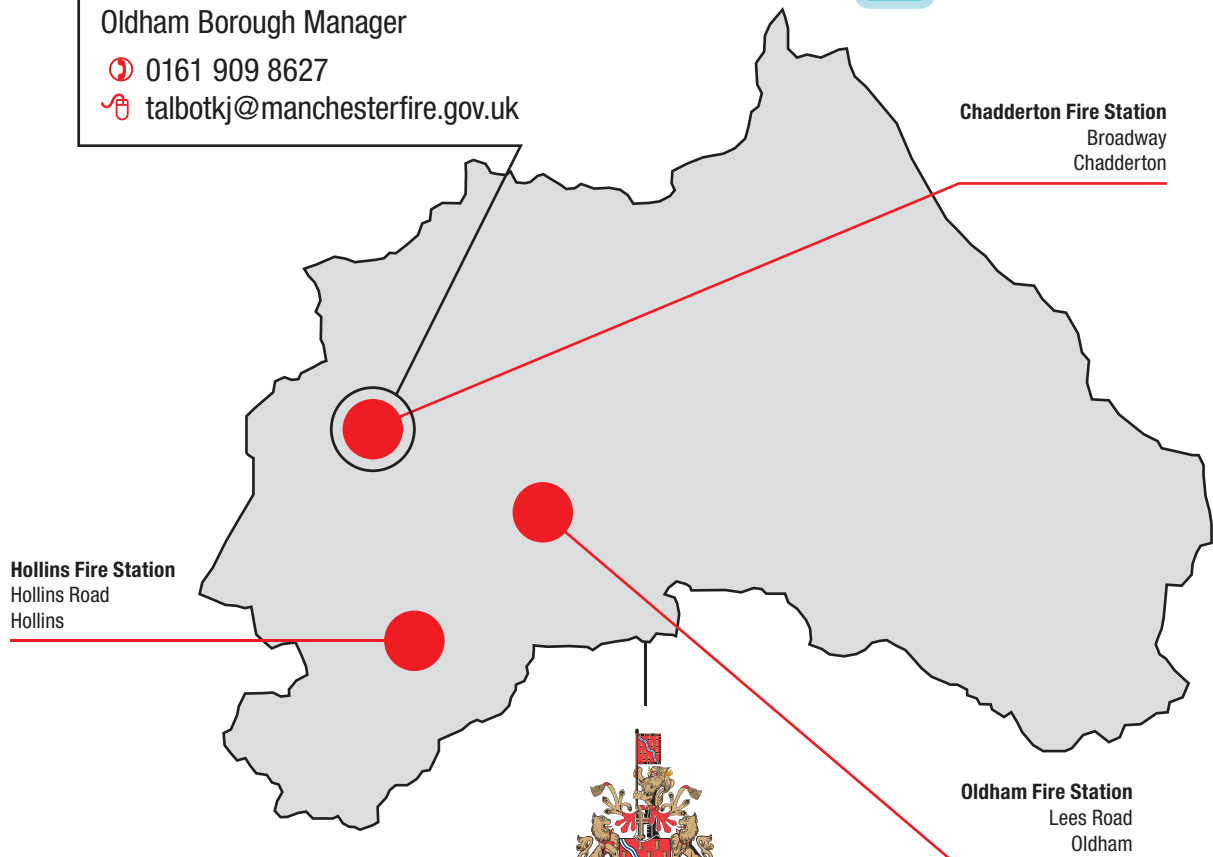 Oldham Borough Manager
0161 909 8627
talbotkj@manchesterfire.gov.uk
Chadderton Fire Station
Broadway
Chadderton
Hollins Fire Station
Hollins Road
Hollins
Oldham Fire Station
Lees Road
Oldham